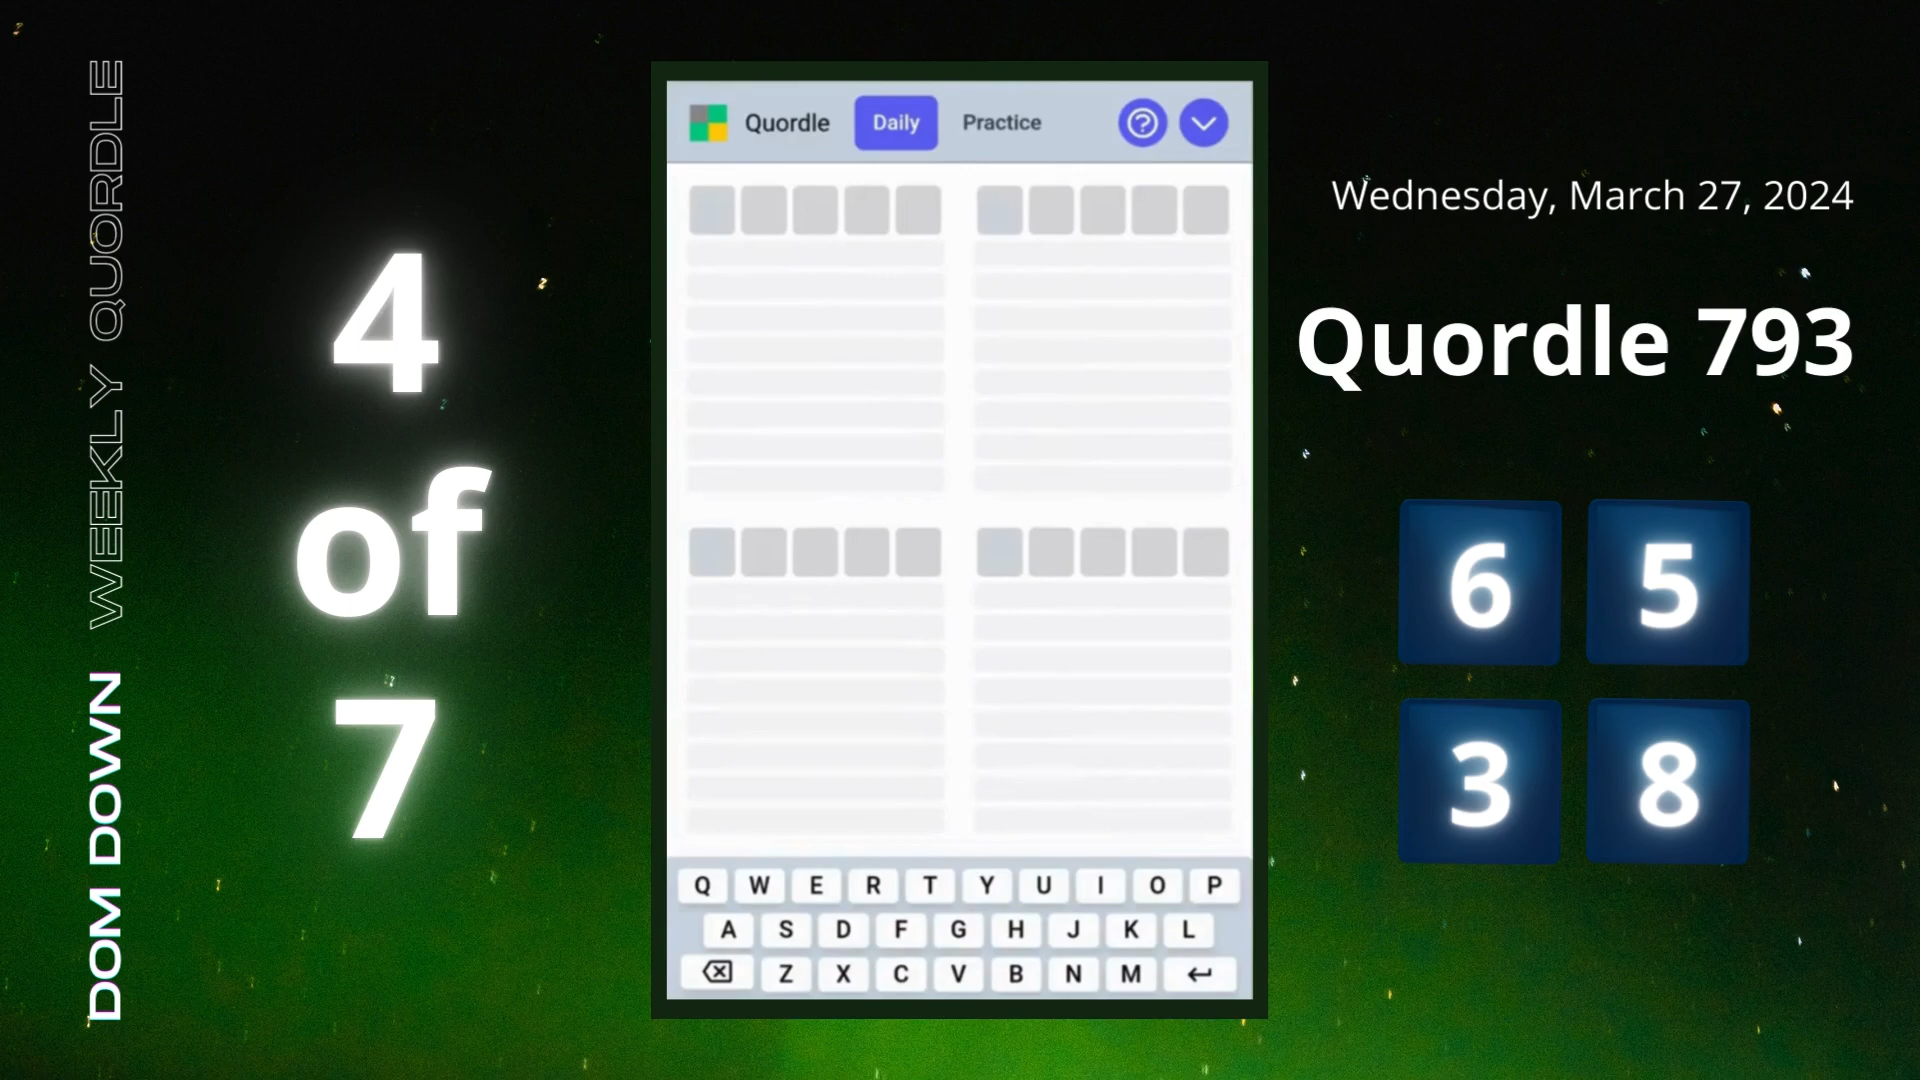 DOM DOWN WEEKLY QUORDLE
4
of
7
Quordle Daily Practice
Q W E R T Y U I O P
A S D F G H J K L
Z X C V B N M
Wednesday, March 27, 2024
Quordle 793
6 5
3 8